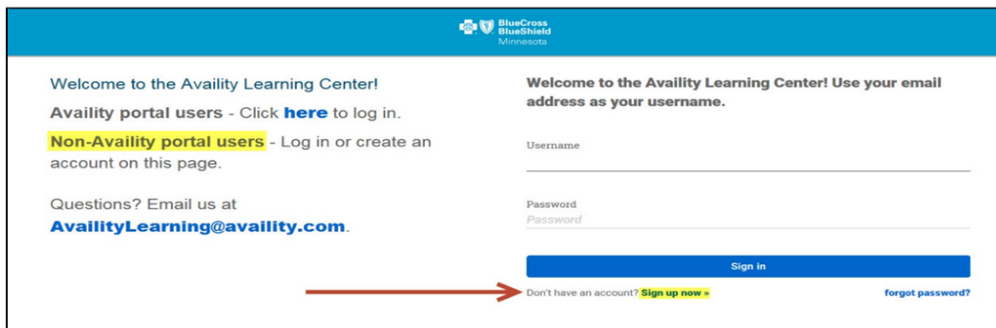 BlueCross
BlueShield
Minnesota
Welcome to the Availity Learning Center!
Availity portal users - Click here to log in.
Non-Availity portal users - Log in or create an
account on this page.
Questions? Email us at
AvailityLearning@availity.com.
Welcome to the Availity Learning Center! Use your email
address as your username.
Username
Password
Password
Sign in
Don't have an account? Sign up now »
forgot password?